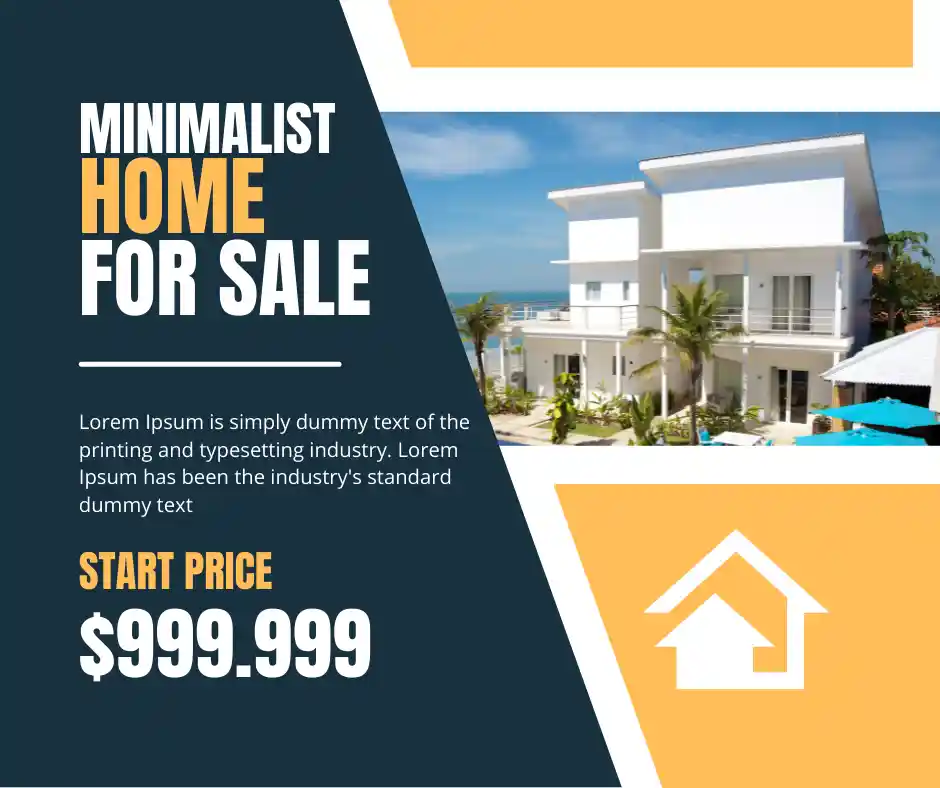 MINIMALIST
HOME
FOR SALE
Lorem Ipsum is simply dummy text of the
printing and typesetting industry. Lorem
Ipsum has been the industry's standard
dummy text
START PRICE
$999.999